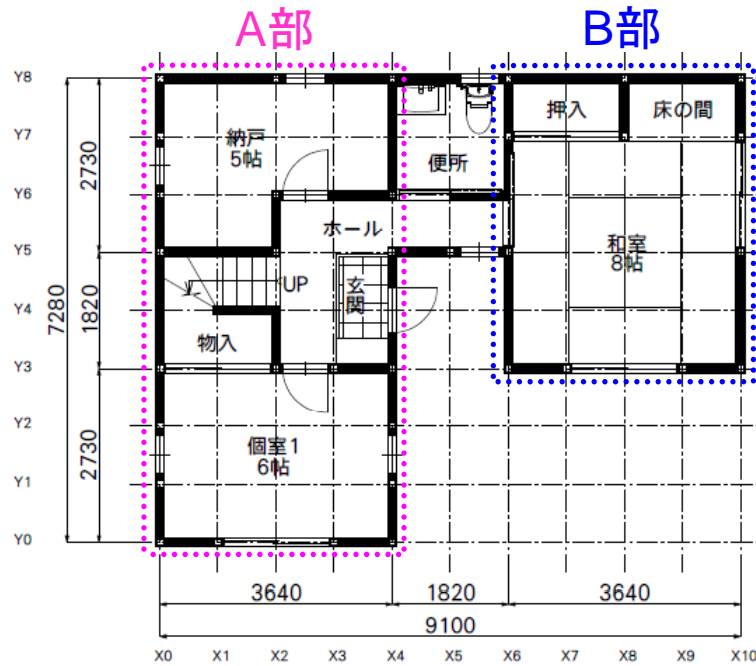 A部
B部
Y8
Y7
Y6
Y5
Y4
Y3
Y2
Y1
Y0
7280
2730
1820
2730
納戸
5帖
便所
押入
床の間
ホール
和室
8帖
UP
玄
関
物入
個室1
6帖
3640
1820
3640
9100
X0
X1
X2
X3
X4
X5
X6
X7
X8
X9
X10